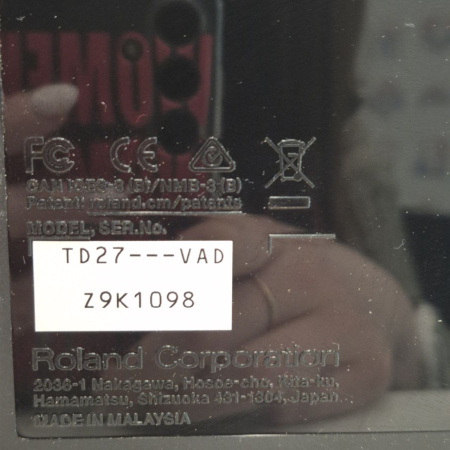 FC CE
CAN ICES-3(B)/NMB-3(B)
Patent: roland.cm/patents
MODEL, SER.No.
TD27---VAD
Z9K1098
Roland Corporation
2036-1 Nakagawa, Hosoe-cho, Kita-ku,
Hamamatsu, Shizuoka 431-1304, Japan
MADE IN MALAYSIA